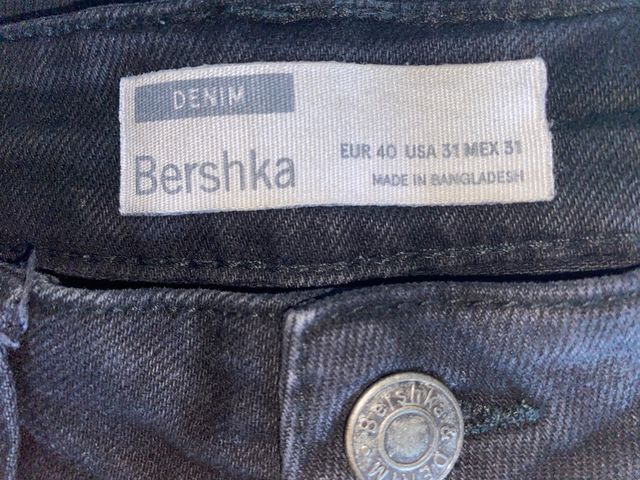 DENIM
Bershka
EUR 40 USA 31 MEX 31
MADE IN BANGLADESH
Bershka & DENIM